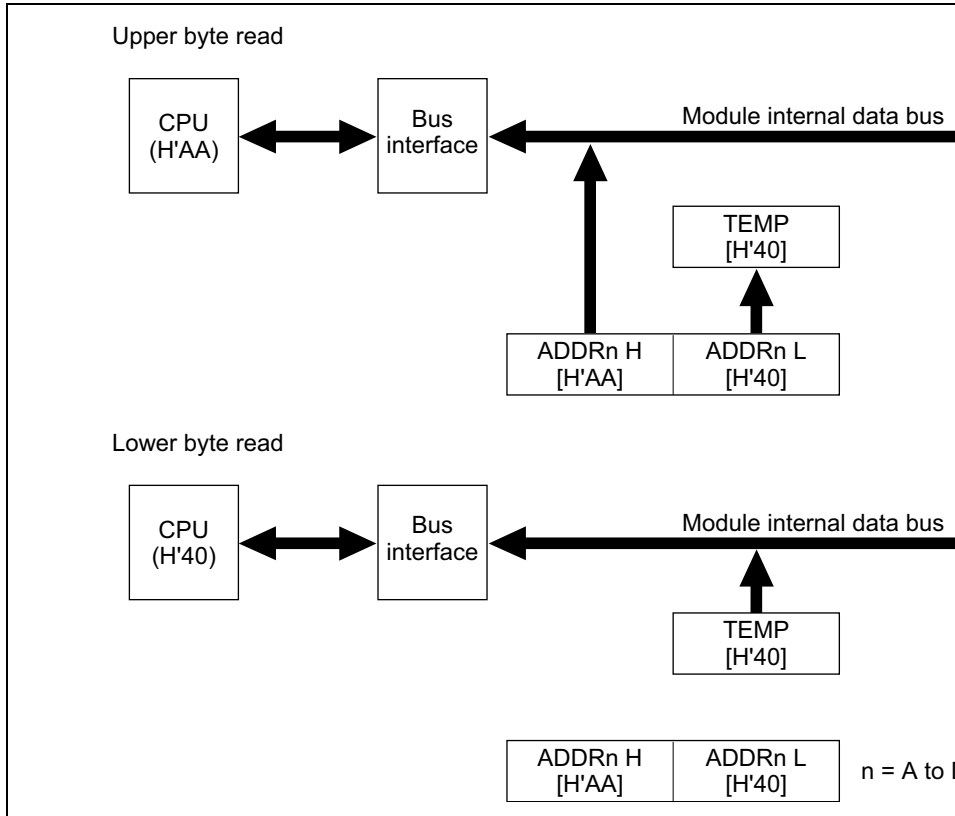 Upper byte read
CPU
(H'AA)
Bus
interface
Module internal data bus
TEMP
[H'40]
ADDRn H
[H'AA]
ADDRn L
[H'40]
Lower byte read
CPU
(H'40)
Bus
interface
Module internal data bus
TEMP
[H'40]
ADDRn H
[H'AA]
ADDRn L
[H'40]
n = A to